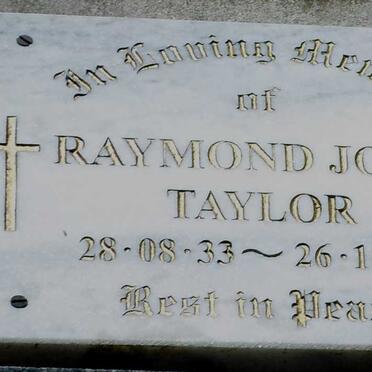 In Loving Mem
of
RAYMOND JO
TAYLOR
28·08·33~26·1
Rest in Pea